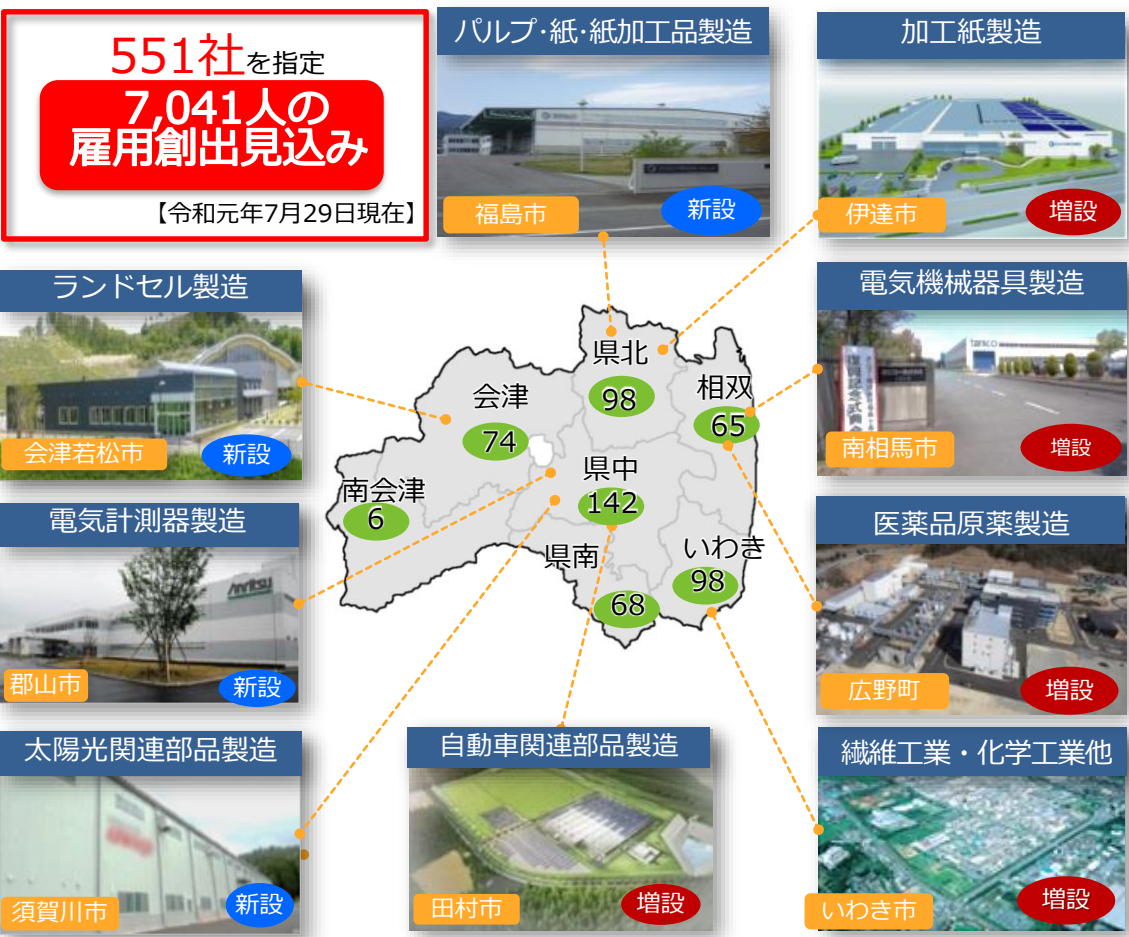 551社を指定
7,041人の
雇用創出見込み
【令和元年7月29日現在】
パルプ・紙・紙加工品製造
福島市
新設
加工紙製造
伊達市
増設
ランドセル製造
会津若松市
新設
電気機械器具製造
tanico
南相馬市
増設
県北
98
会津
74
相双
65
県中
142
南会津
6
県南
68
いわき
98
電気計測器製造
Anritsu
郡山市
新設
医薬品原薬製造
広野町
増設
太陽光関連部品製造
須賀川市
新設
自動車関連部品製造
田村市
増設
繊維工業・化学工業他
いわき市
増設